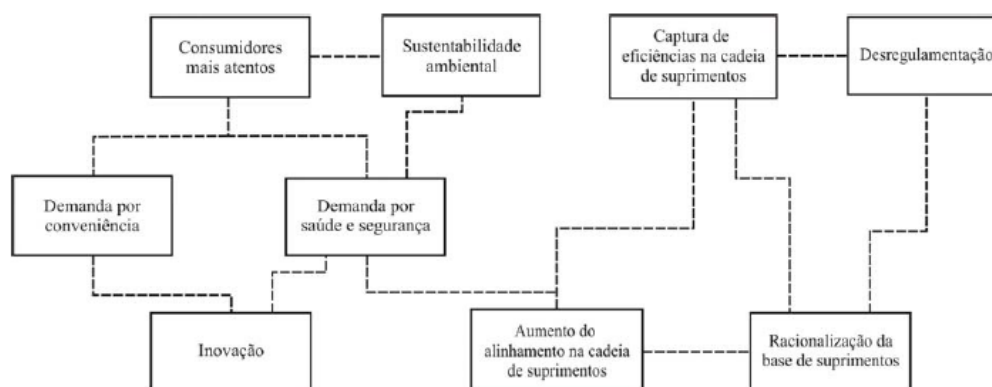 Consumidores
mais atentos
Sustentabilidade
ambiental
Captura de
eficiências na cadeia
de suprimentos
Desregulamentação
Demanda por
conveniência
Demanda por
saúde e segurança
Inovação
Aumento do
alinhamento na cadeia
de suprimentos
Racionalização da
base de suprimentos